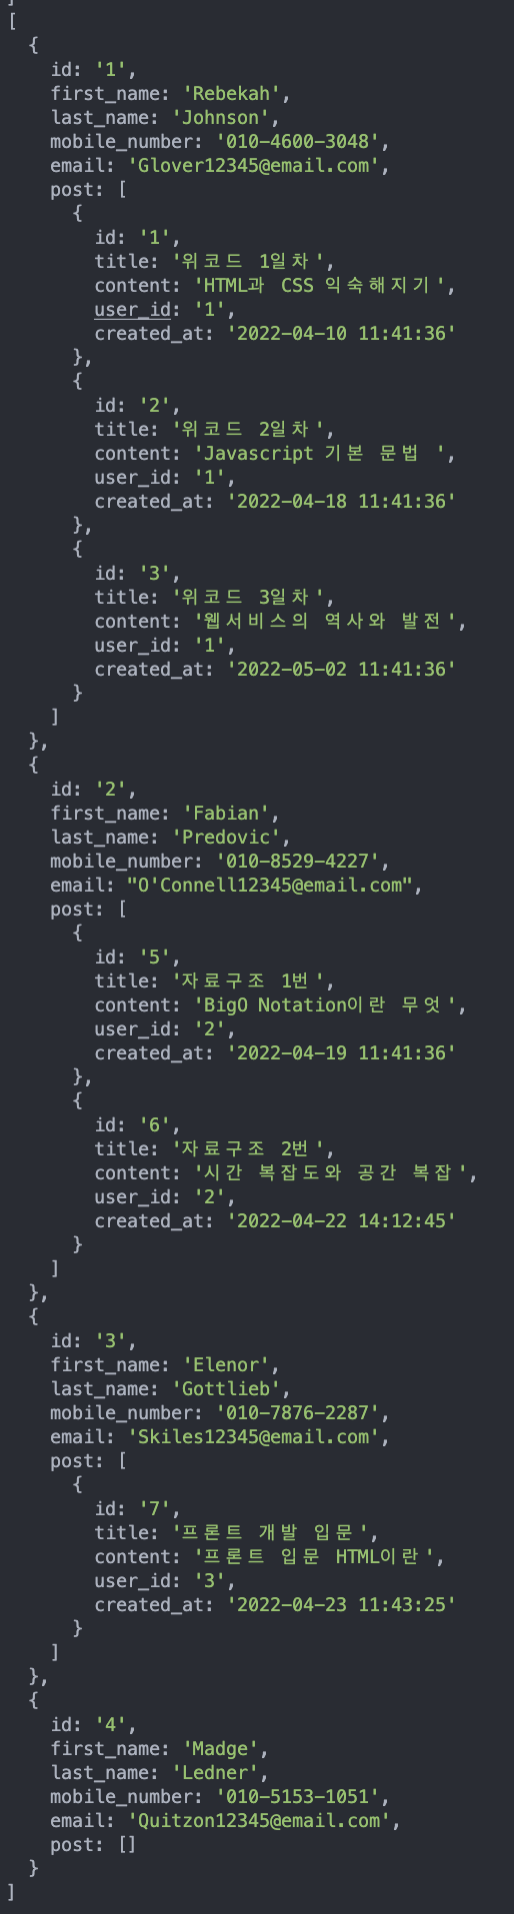 ]
[
{
id: '1',
first_name: 'Rebekah',
last_name: 'Johnson',
mobile_number: '010-4600-3048',
email: 'Glover12345@email.com',
post: [
{
id: '1',
title: '위코드 1일차',
content: 'HTML과 CSS 익숙해지기',
user_id: '1',
created_at: '2022-04-10 11:41:36'
},
{
id: '2',
title: '위코드 2일차',
content: 'Javascript 기본 문법 ',
user_id: '1',
created_at: '2022-04-18 11:41:36'
},
{
id: '3',
title: '위코드 3일차',
content: '웹서비스의 역사와 발전',
user_id: '1',
created_at: '2022-05-02 11:41:36'
}
]
},
{
id: '2',
first_name: 'Fabian',
last_name: 'Predovic',
mobile_number: '010-8529-4227',
email: "O'Connell12345@email.com",
post: [
{
id: '5',
title: '자료구조 1번',
content: 'BigO Notation이란 무엇',
user_id: '2',
created_at: '2022-04-19 11:41:36'
},
{
id: '6',
title: '자료구조 2번',
content: '시간 복잡도와 공간 복잡',
user_id: '2',
created_at: '2022-04-22 14:12:45'
}
]
},
{
id: '3',
first_name: 'Elenor',
last_name: 'Gottlieb',
mobile_number: '010-7876-2287',
email: 'Skiles12345@email.com',
post: [
{
id: '7',
title: '프론트 개발 입문',
content: '프론트 입문 HTML이란',
user_id: '3',
created_at: '2022-04-23 11:43:25'
}
]
},
{
id: '4',
first_name: 'Madge',
last_name: 'Ledner',
mobile_number: '010-5153-1051',
email: 'Quitzon12345@email.com',
post: []
}
]